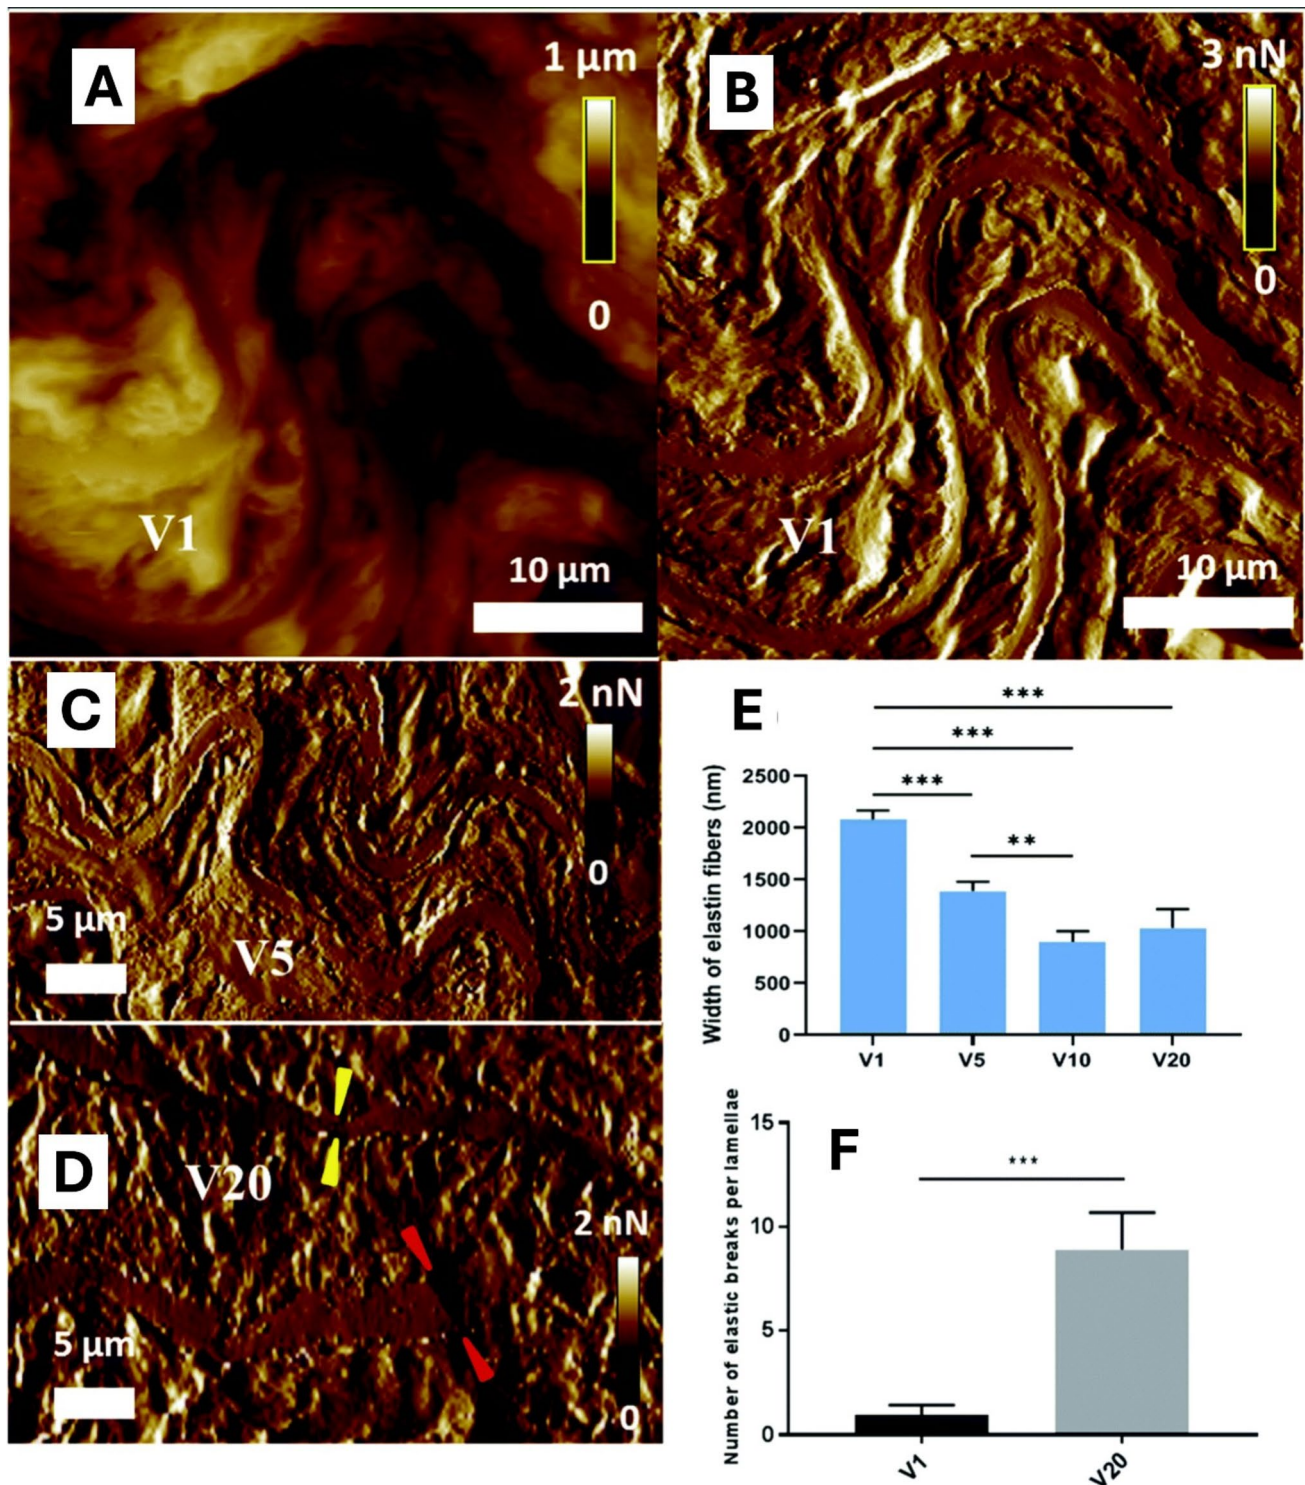 A
1 µm
0
V1
10 µm
B
3 nN
0
V1
10 µm
C
2 nN
0
5 µm
V5
D
V20
2 nN
0
5 µm
E
***
***
***
**
Width of elastin fibers (nm)
2500
2000
1500
1000
500
0
V1 V5 V10 V20
F
***
Number of elastic breaks per lamellae
15
10
5
0
V1 V20